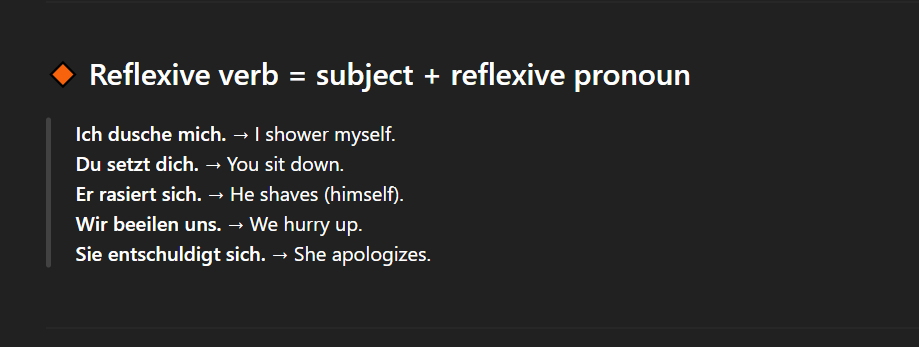 Reflexive verb = subject + reflexive pronoun
Ich dusche mich. → I shower myself.
Du setzt dich. → You sit down.
Er rasiert sich. → He shaves (himself).
Wir beeilen uns. → We hurry up.
Sie entschuldigt sich. → She apologizes.